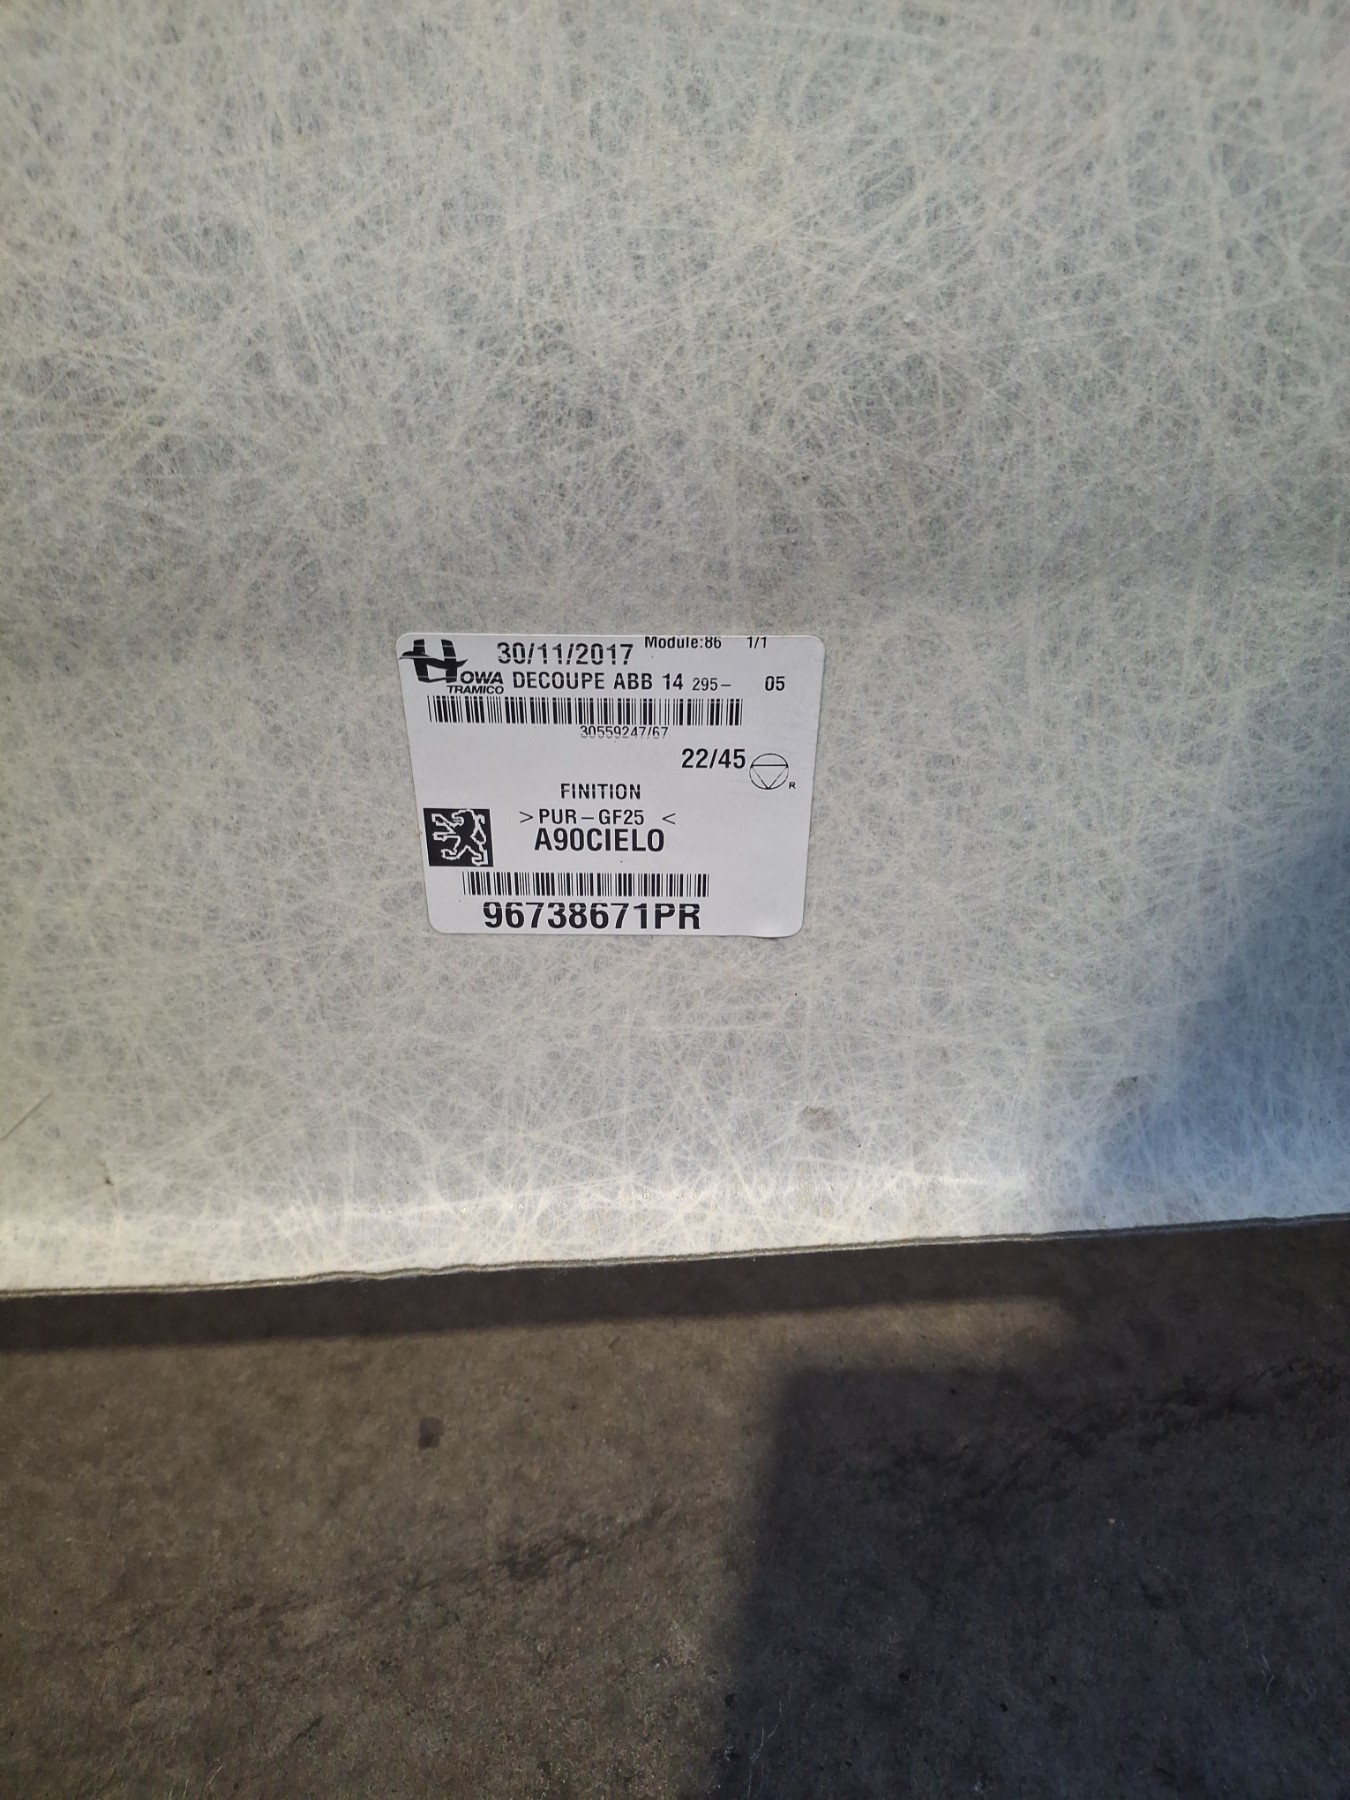 30/11/2017 Module:86 1/1
HOWA TRAMICO
DECOUPE ABB 14 295- 05
30559247/67
22/45
R
FINITION
>PUR-GF25 <
A90CIELO
96738671PR